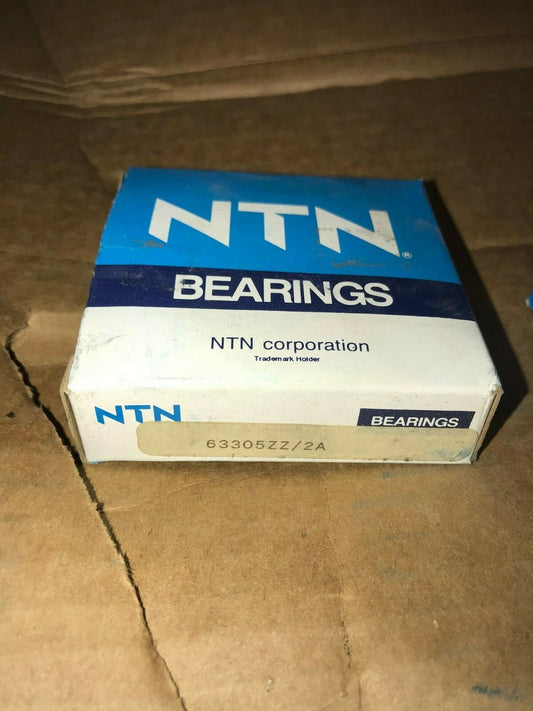 NTN®
BEARINGS
NTN corporation
Trademark Holder
NTN BEARINGS
63305ZZ/2A